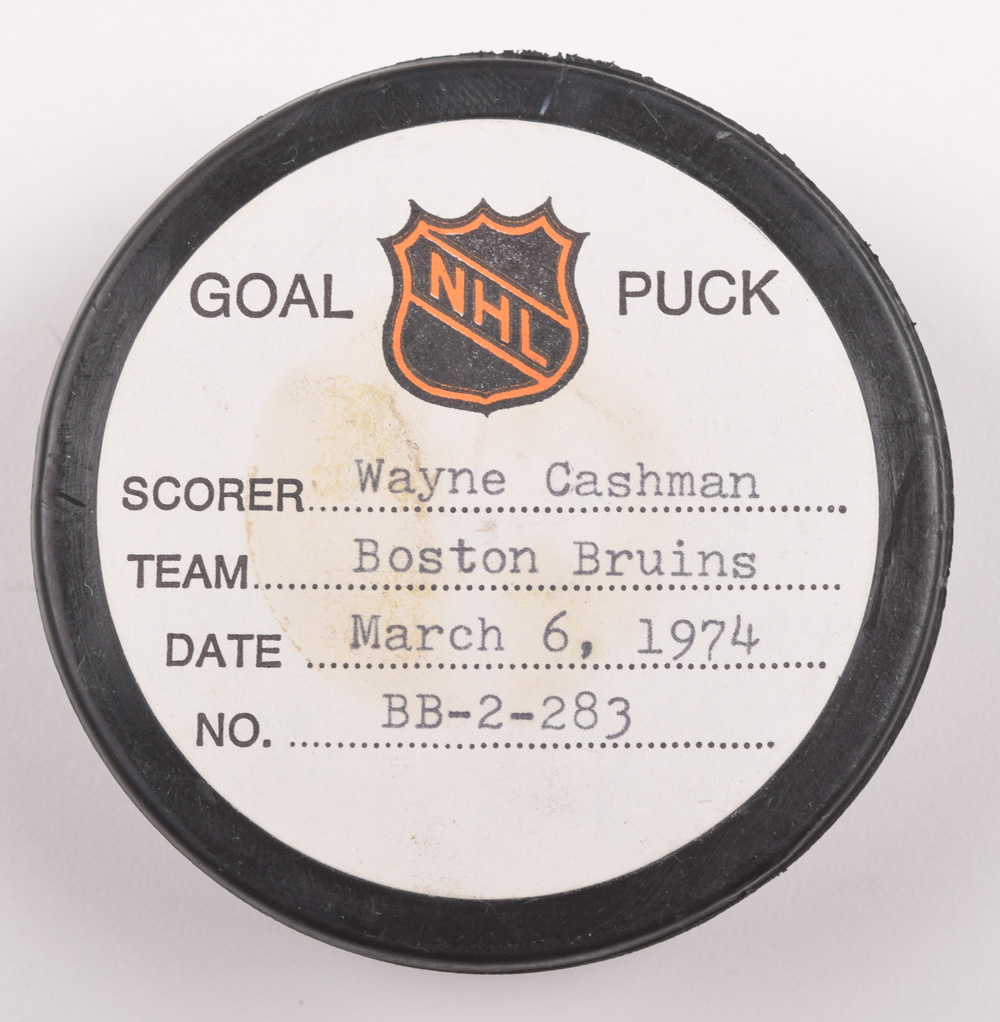 GOAL NHL PUCK
SCORER Wayne Cashman
TEAM Boston Bruins
DATE March 6, 1974
NO. BB-2-283